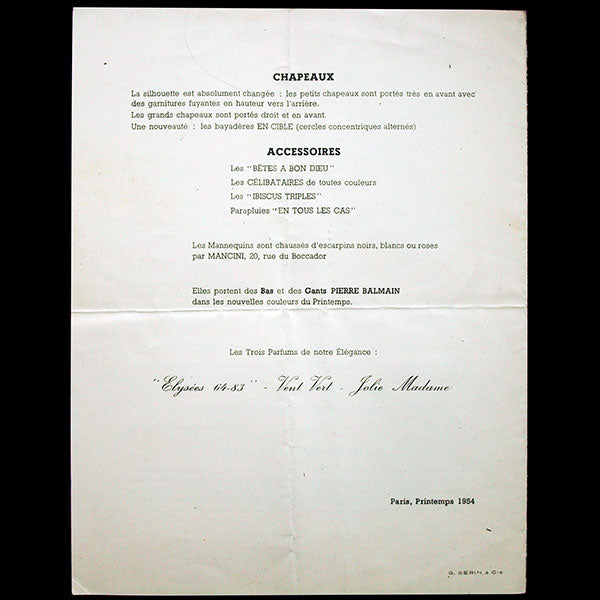 CHAPEAUX
La silhouette est absolument changée : les petits chapeaux sont portés très en avant avec
des garnitures fuyantes en hauteur vers l'arrière.
Les grands chapeaux sont portés droit et en avant.
Une nouveauté : les bayadères EN CIBLE (cercles concentriques alternés)
ACCESSOIRES
Les "BÊTES A BON DIEU"
Les CÉLIBATAIRES de toutes couleurs
Les "IBISCUS TRIPLES"
Parapluies "EN TOUS LES CAS"
Les Mannequins sont chaussés d'escarpins noirs, blancs ou roses
par MANCINI, 20, rue du Boccador
Elles portent des Bas et des Gants PIERRE BALMAIN
dans les nouvelles couleurs du Printemps.
Les Trois Parfums de notre Élégance :
"Elysées 64-83" - Vent Vert - Jolie Madame
Paris, Printemps 1954
G. SERIN, & Cie